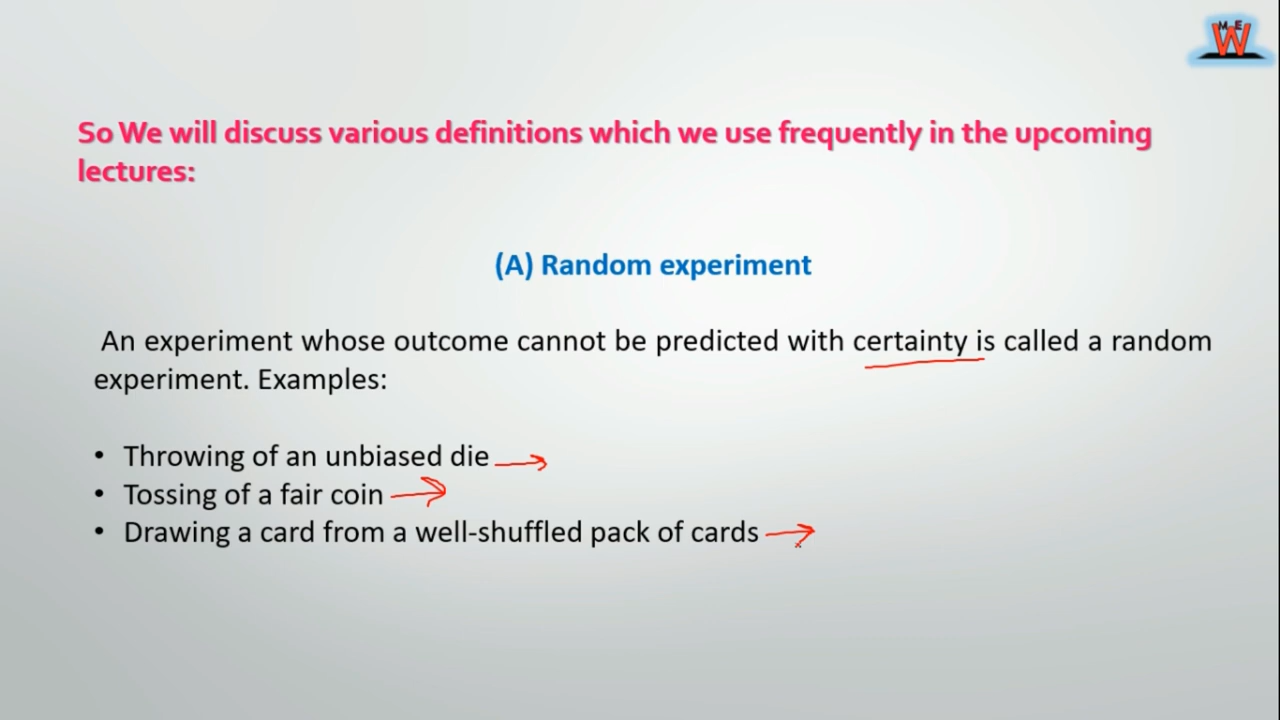 M E
W
So We will discuss various definitions which we use frequently in the upcoming
lectures:
(A) Random experiment
An experiment whose outcome cannot be predicted with certainty is called a random
experiment. Examples:
• Throwing of an unbiased die
• Tossing of a fair coin
• Drawing a card from a well-shuffled pack of cards